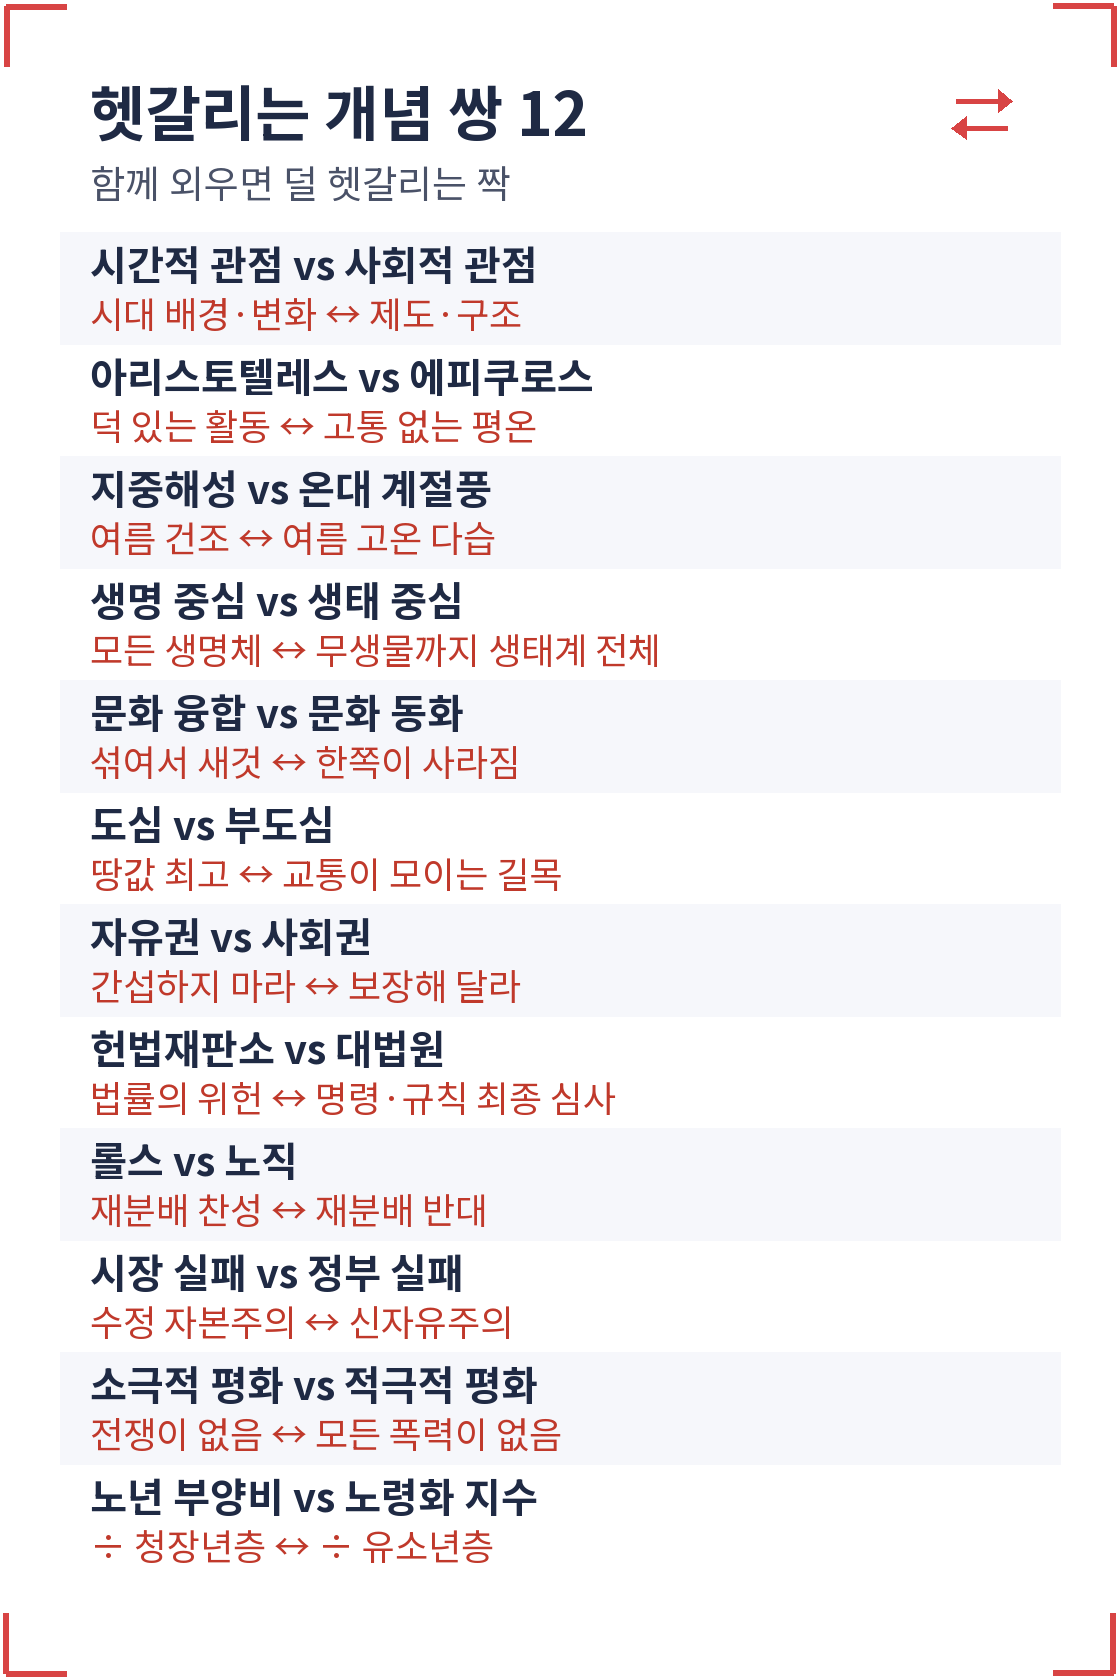 헷갈리는 개념 쌍 12
함께 외우면 덜 헷갈리는 짝
시간적 관점 vs 사회적 관점
시대 배경·변화 ↔ 제도·구조
아리스토텔레스 vs 에피쿠로스
덕 있는 활동 ↔ 고통 없는 평온
지중해성 vs 온대 계절풍
여름 건조 ↔ 여름 고온 다습
생명 중심 vs 생태 중심
모든 생명체 ↔ 무생물까지 생태계 전체
문화 융합 vs 문화 동화
섞여서 새것 ↔ 한쪽이 사라짐
도심 vs 부도심
땅값 최고 ↔ 교통이 모이는 길목
자유권 vs 사회권
간섭하지 마라 ↔ 보장해 달라
헌법재판소 vs 대법원
법률의 위헌 ↔ 명령·규칙 최종 심사
롤스 vs 노직
재분배 찬성 ↔ 재분배 반대
시장 실패 vs 정부 실패
수정 자본주의 ↔ 신자유주의
소극적 평화 vs 적극적 평화
전쟁이 없음 ↔ 모든 폭력이 없음
노년 부양비 vs 노령화 지수
÷ 청장년층 ↔ ÷ 유소년층